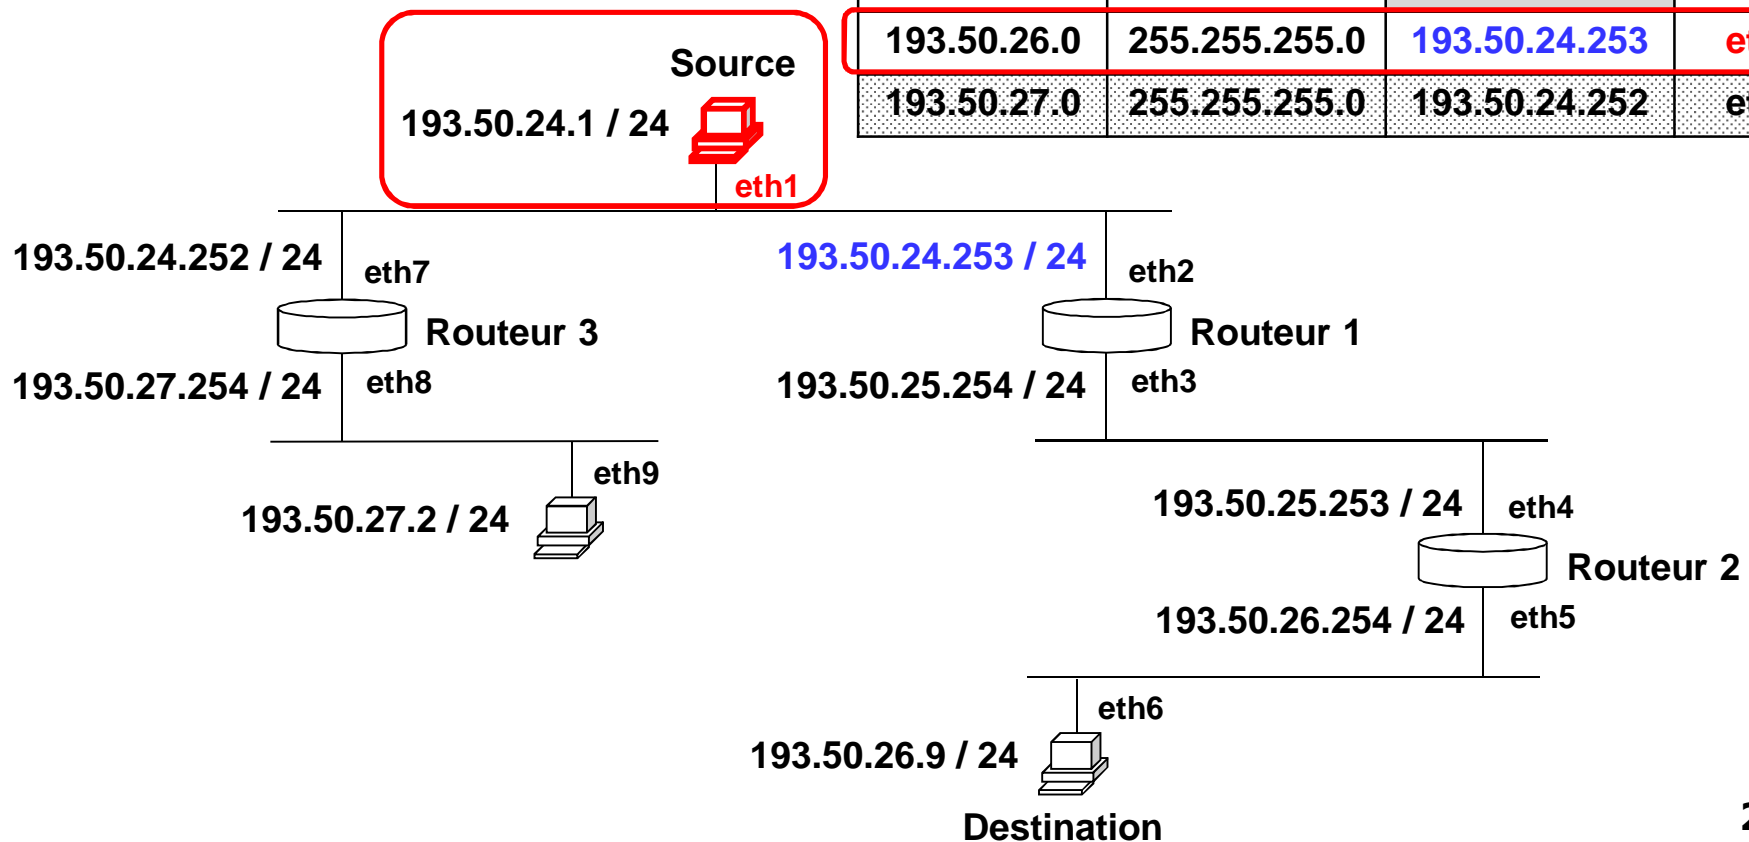 193.50.26.0 255.255.255.0 193.50.24.253
193.50.27.0 255.255.255.0 193.50.24.252
Source
193.50.24.1 / 24
eth1
193.50.24.252 / 24
eth7
193.50.24.253 / 24
eth2
Routeur 3
Routeur 1
193.50.27.254 / 24
eth8
193.50.25.254 / 24
eth3
eth9
193.50.27.2 / 24
193.50.25.253 / 24
eth4
Routeur 2
193.50.26.254 / 24
eth5
eth6
193.50.26.9 / 24
Destination